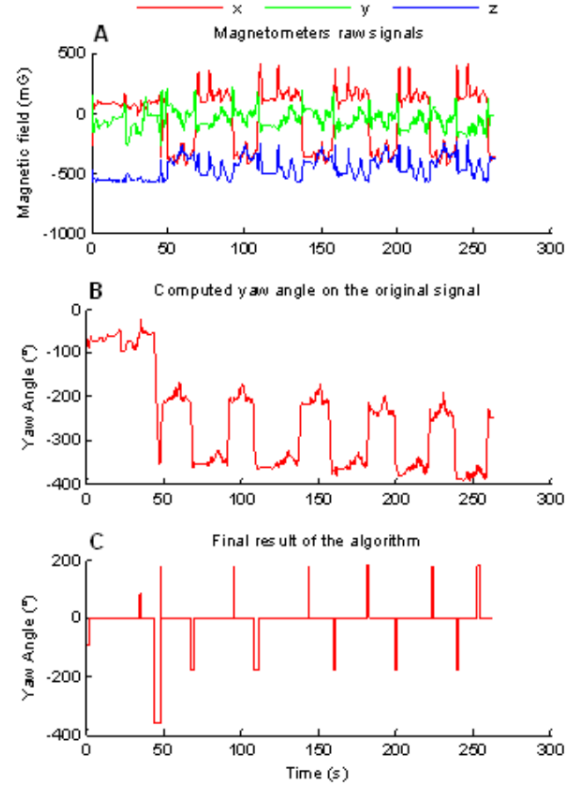 x y z
A Magnetometers raw signals
500
0
-500
-1000
Magnetic field (mG)
0 50 100 150 200 250 300
B Computed yaw angle on the original signal
0
-100
-200
-300
-400
Yaw Angle (°)
0 50 100 150 200 250 300
C Final result of the algorithm
200
0
-200
-400
Yaw Angle (°)
0 50 100 150 200 250 300
Time (s)